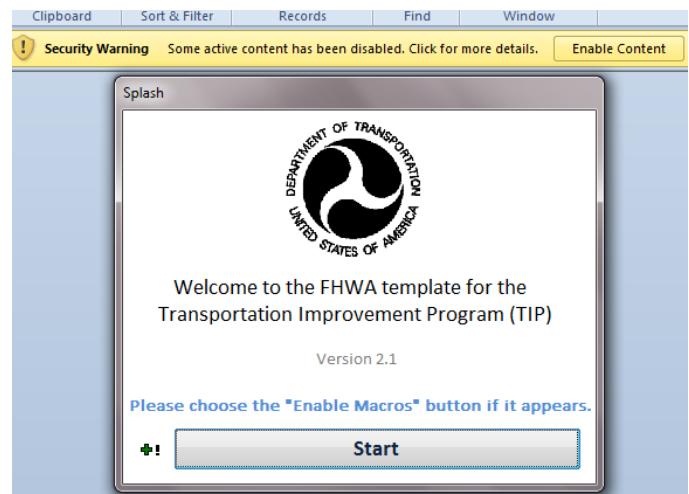 Clipboard Sort & Filter Records Find Window
! Security Warning Some active content has been disabled. Click for more details. Enable Content
Splash
DEPARTMENT OF TRANSPORTATION
UNITED STATES OF AMERICA
Welcome to the FHWA template for the
Transportation Improvement Program (TIP)
Version 2.1
Please choose the "Enable Macros" button if it appears.
! Start